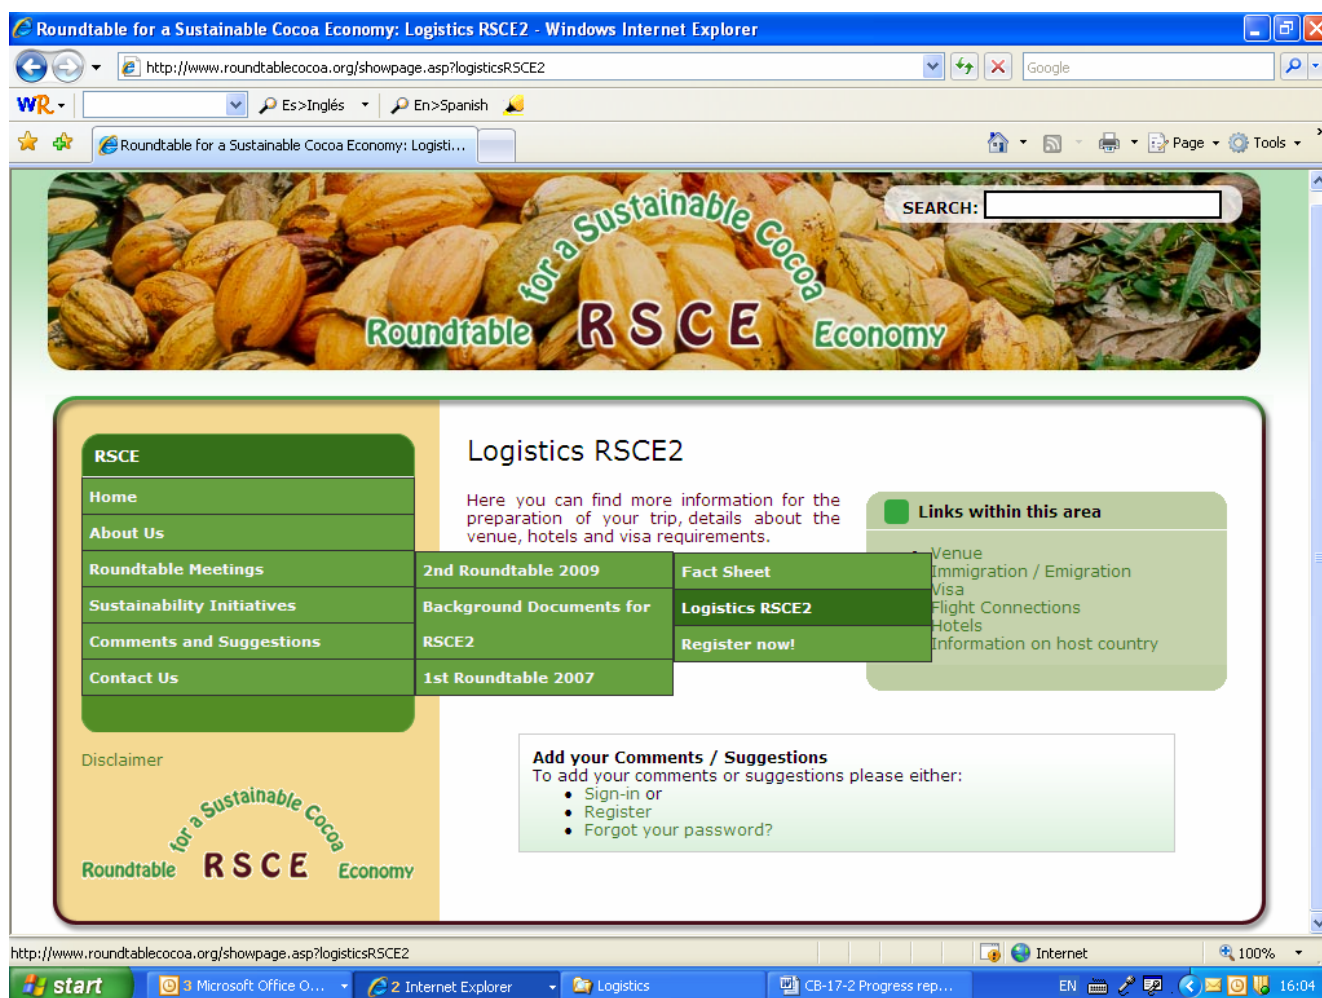 Roundtable for a Sustainable Cocoa Economy: Logistics RSCE2 - Windows Internet Explorer
http://www.roundtablecocoa.org/showpage.asp?logisticsRSCE2
Google
WR
Es>Inglés
En>Spanish
Roundtable for a Sustainable Cocoa Economy: Logisti...
Page
Tools
Roundtable for a Sustainable Cocoa Economy
RSCE
SEARCH:
RSCE
Home
About Us
Roundtable Meetings
Sustainability Initiatives
Comments and Suggestions
Contact Us
2nd Roundtable 2009
Background Documents for
RSCE2
1st Roundtable 2007
Fact Sheet
Logistics RSCE2
Register now!
Logistics RSCE2
Here you can find more information for the
preparation of your trip, details about the
venue, hotels and visa requirements.
Links within this area
Venue
Immigration / Emigration
Visa
Flight Connections
Hotels
Information on host country
Add your Comments / Suggestions
To add your comments or suggestions please either:
Sign-in or
Register
Forgot your password?
Disclaimer
Roundtable for a Sustainable Cocoa Economy
RSCE
http://www.roundtablecocoa.org/showpage.asp?logisticsRSCE2
Internet
100%
start
3 Microsoft Office O...
2 Internet Explorer
Logistics
CB-17-2 Progress rep...
EN
16:04